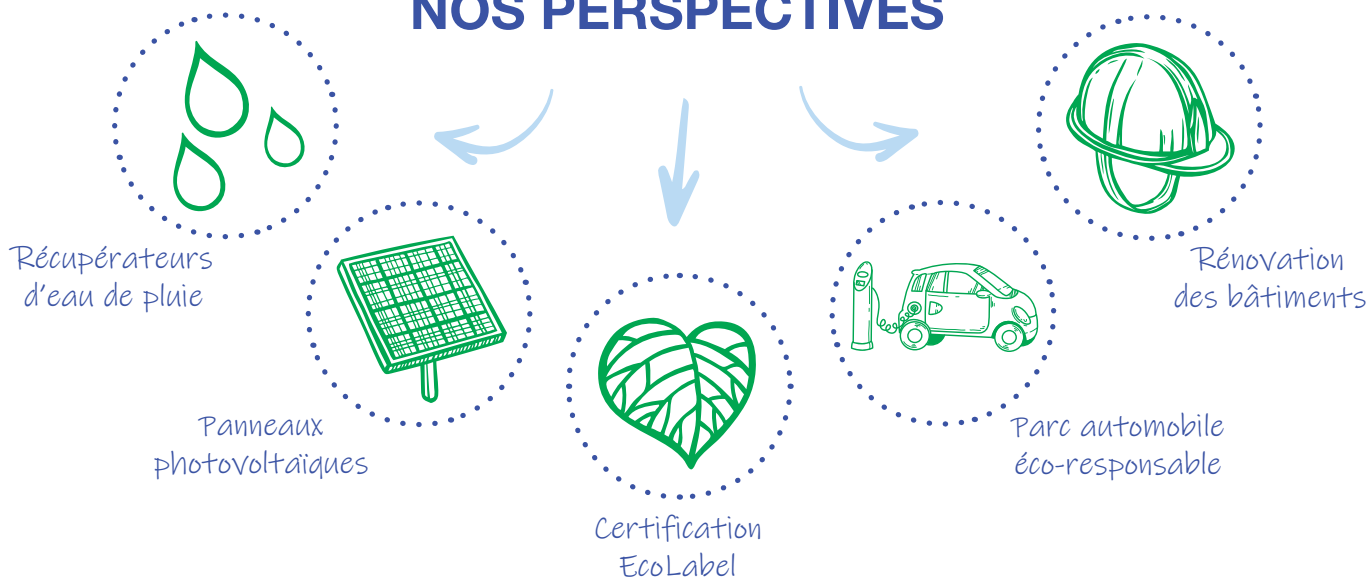 NOS PERSPECTIVES
Récupérateurs
d'eau de pluie
Panneaux
photovoltaïques
Certification
EcoLabel
Parc automobile
éco-responsable
Rénovation
des bâtiments